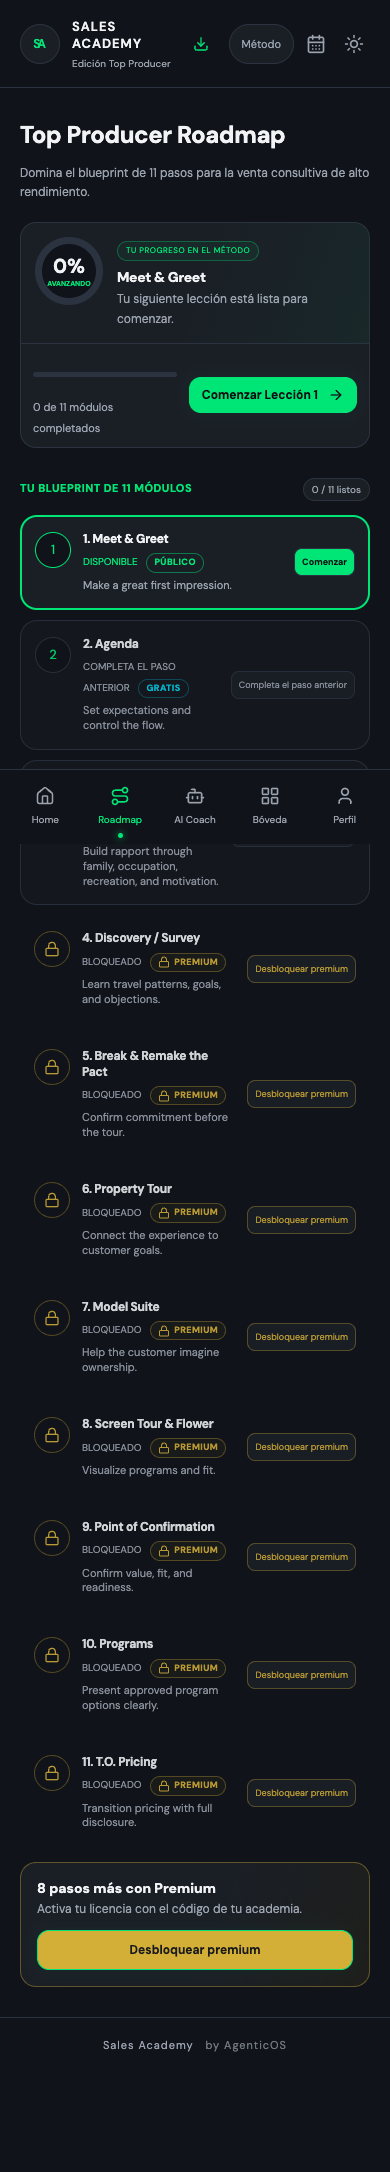 SA
SALES
ACADEMY
Edición Top Producer
Método
Top Producer Roadmap
Domina el blueprint de 11 pasos para la venta consultiva de alto
rendimiento.
0%
AVANZANDO
TU PROGRESO EN EL MÉTODO
Meet & Greet
Tu siguiente lección está lista para
comenzar.
0 de 11 módulos
completados
Comenzar Lección 1
TU BLUEPRINT DE 11 MÓDULOS
0 / 11 listos
1
1. Meet & Greet
DISPONIBLE PÚBLICO
Make a great first impression.
Comenzar
2
2. Agenda
COMPLETA EL PASO
ANTERIOR GRATIS
Set expectations and
control the flow.
Completa el paso anterior
Home
Roadmap
AI Coach
Bóveda
Perfil
Build rapport through
family, occupation,
recreation, and motivation.
4. Discovery / Survey
BLOQUEADO PREMIUM
Learn travel patterns, goals,
and objections.
Desbloquear premium
5. Break & Remake the
Pact
BLOQUEADO PREMIUM
Confirm commitment before
the tour.
Desbloquear premium
6. Property Tour
BLOQUEADO PREMIUM
Connect the experience to
customer goals.
Desbloquear premium
7. Model Suite
BLOQUEADO PREMIUM
Help the customer imagine
ownership.
Desbloquear premium
8. Screen Tour & Flower
BLOQUEADO PREMIUM
Visualize programs and fit.
Desbloquear premium
9. Point of Confirmation
BLOQUEADO PREMIUM
Confirm value, fit, and
readiness.
Desbloquear premium
10. Programs
BLOQUEADO PREMIUM
Present approved program
options clearly.
Desbloquear premium
11. T.O. Pricing
BLOQUEADO PREMIUM
Transition pricing with full
disclosure.
Desbloquear premium
8 pasos más con Premium
Activa tu licencia con el código de tu academia.
Desbloquear premium
Sales Academy by AgenticOS